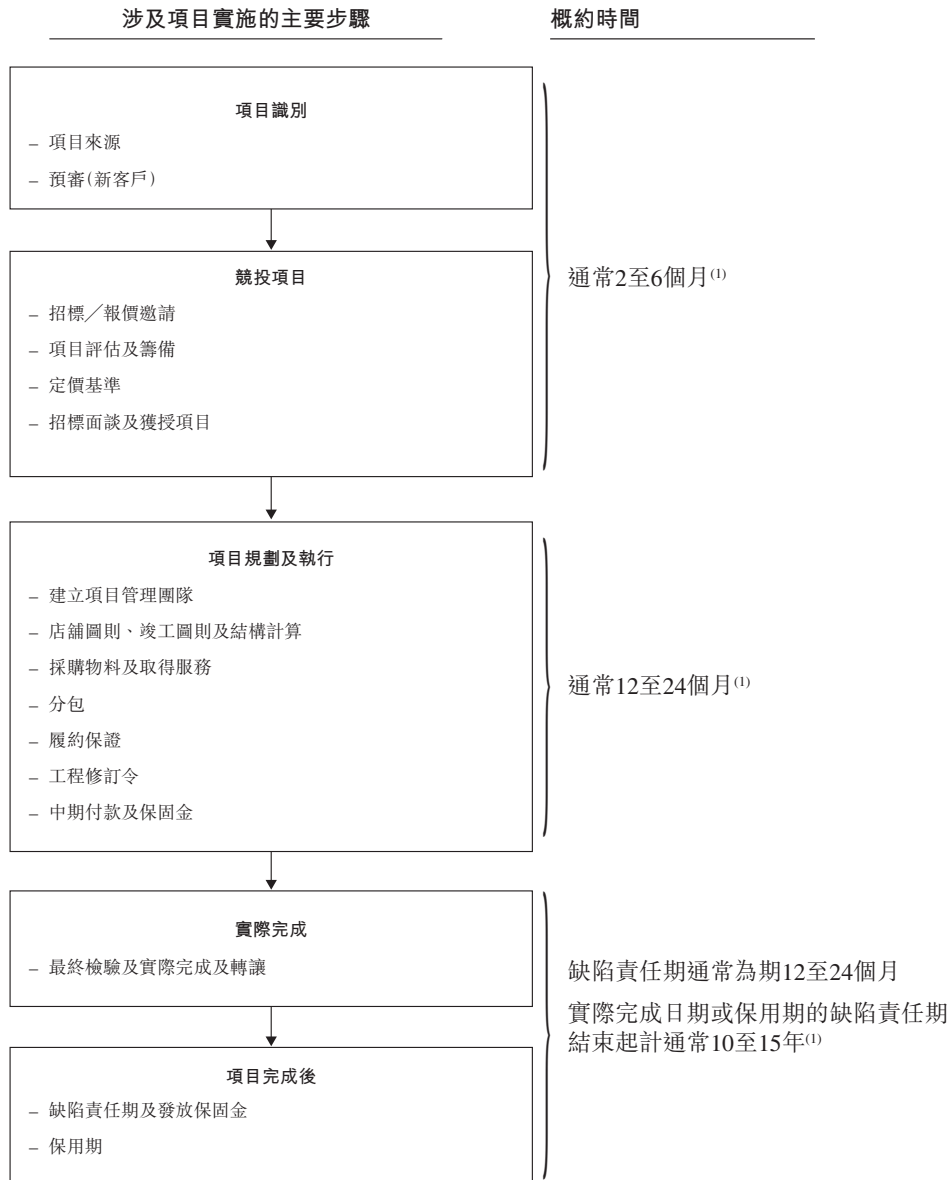 涉及項目實施的主要步驟
概約時間
項目識別
– 項目來源
– 預審(新客戶)
競投項目
– 招標／報價邀請
– 項目評估及籌備
– 定價基準
– 招標面談及獲授項目
通常2至6個月(1)
項目規劃及執行
– 建立項目管理團隊
– 店舖圖則、竣工圖則及結構計算
– 採購物料及取得服務
– 分包
– 履約保證
– 工程修訂令
– 中期付款及保固金
通常12至24個月(1)
實際完成
– 最終檢驗及實際完成及轉讓
項目完成後
– 缺陷責任期及發放保固金
– 保用期
缺陷責任期通常為期12至24個月
實際完成日期或保用期的缺陷責任期
結束起計通常10至15年(1)